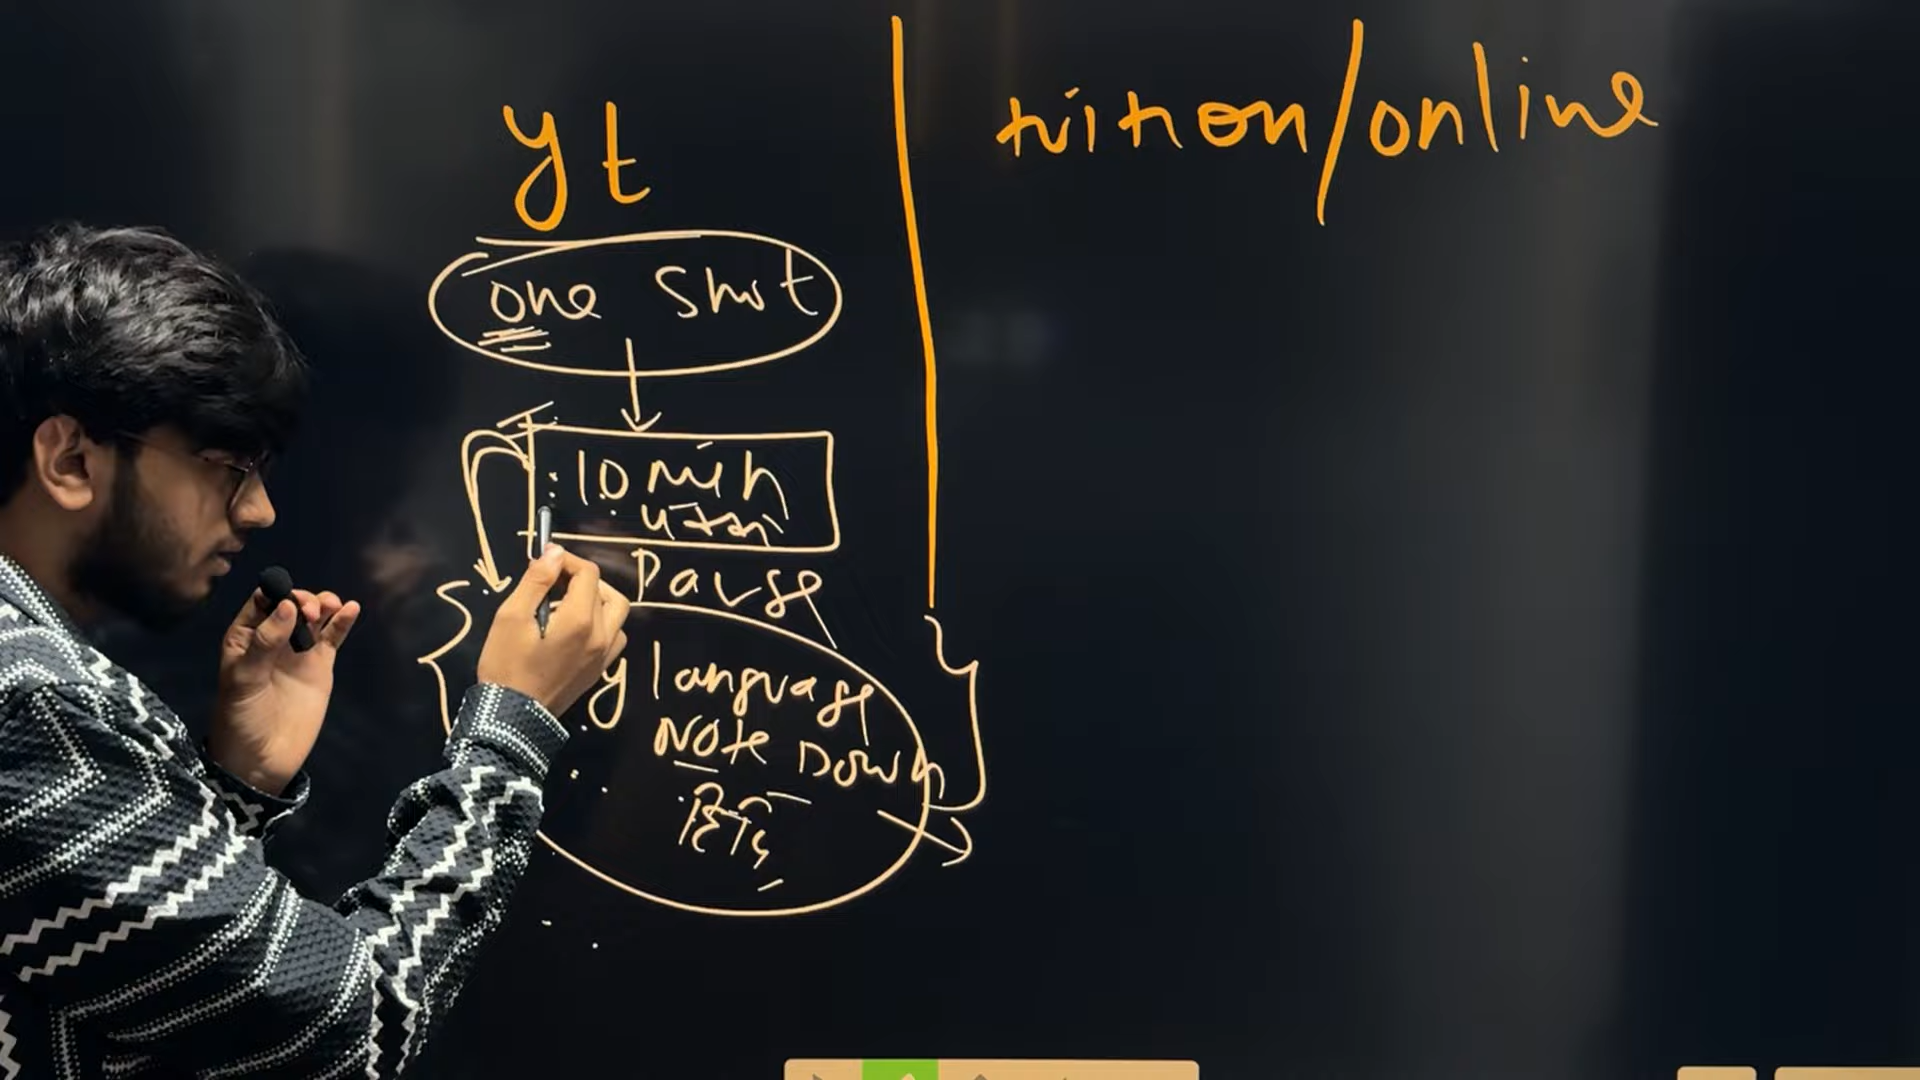 yt
tuition/online
one shot
10 min
Pause
y language
Note Down